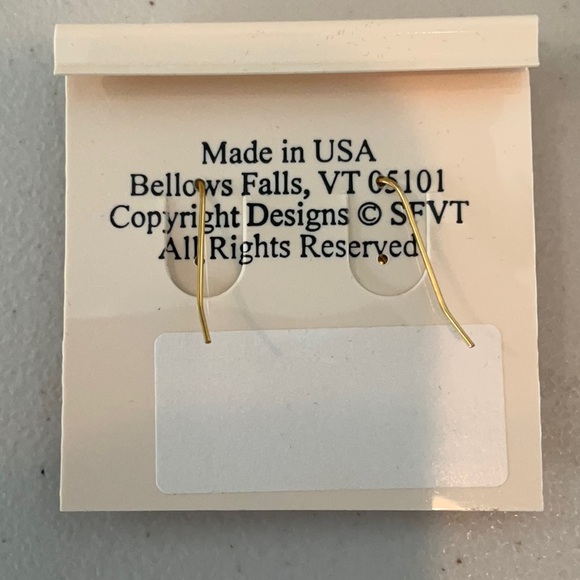 Made in USA
Bellows Falls, VT 05101
Copyright Designs © SFVT
All Rights Reserved